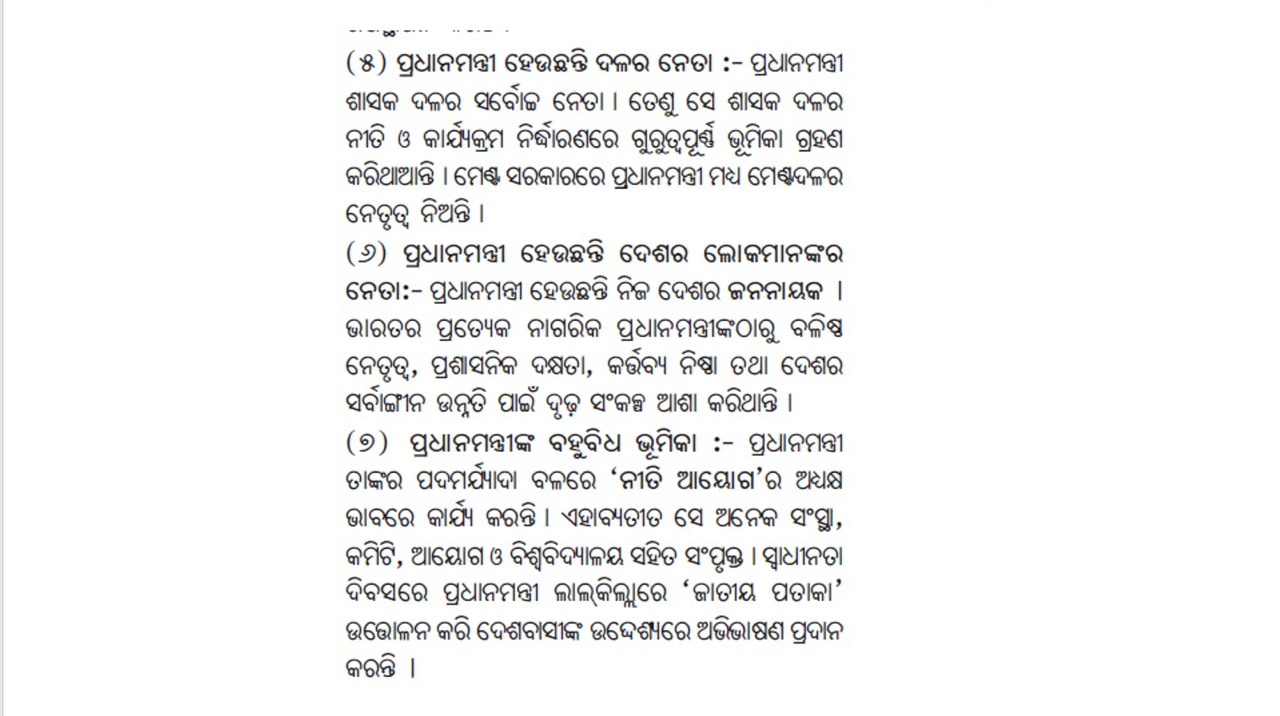 (୫) ପ୍ରଧାନମନ୍ତ୍ରୀ ହେଉଛନ୍ତି ଦଳର ନେତା :- ପ୍ରଧାନମନ୍ତ୍ରୀ
ଶାସକ ଦଳର ସର୍ବୋଚ୍ଚ ନେତା । ତେଣୁ ସେ ଶାସକ ଦଳର
ନୀତି ଓ କାର୍ଯ୍ୟକ୍ରମ ନିର୍ଦ୍ଧାରଣରେ ଗୁରୁତ୍ୱପୂର୍ଣ୍ଣ ଭୂମିକା ଗ୍ରହଣ
କରିଥାଆନ୍ତି । ମେଣ୍ଟ ସରକାରରେ ପ୍ରଧାନମନ୍ତ୍ରୀ ମଧ୍ୟ ମେଣ୍ଟଦଳର
ନେତୃତ୍ୱ ନିଅନ୍ତି ।
(୬) ପ୍ରଧାନମନ୍ତ୍ରୀ ହେଉଛନ୍ତି ଦେଶର ଲୋକମାନଙ୍କର
ନେତା:- ପ୍ରଧାନମନ୍ତ୍ରୀ ହେଉଛନ୍ତି ନିଜ ଦେଶର ଜନନାୟକ ।
ଭାରତର ପ୍ରତ୍ୟେକ ନାଗରିକ ପ୍ରଧାନମନ୍ତ୍ରୀଙ୍କଠାରୁ ବଳିଷ୍ଠ
ନେତୃତ୍ୱ, ପ୍ରଶାସନିକ ଦକ୍ଷତା, କର୍ତ୍ତବ୍ୟ ନିଷ୍ଠା ତଥା ଦେଶର
ସର୍ବାଙ୍ଗୀନ ଉନ୍ନତି ପାଇଁ ଦୃଢ଼ ସଂକଳ୍ପ ଆଶା କରିଥାନ୍ତି ।
(୭) ପ୍ରଧାନମନ୍ତ୍ରୀଙ୍କ ବହୁବିଧ ଭୂମିକା :- ପ୍ରଧାନମନ୍ତ୍ରୀ
ତାଙ୍କର ପଦମର୍ଯ୍ୟାଦା ବଳରେ ‘ନୀତି ଆୟୋଗ’ର ଅଧ୍ୟକ୍ଷ
ଭାବରେ କାର୍ଯ୍ୟ କରନ୍ତି । ଏହାବ୍ୟତୀତ ସେ ଅନେକ ସଂସ୍ଥା,
କମିଟି, ଆୟୋଗ ଓ ବିଶ୍ୱବିଦ୍ୟାଳୟ ସହିତ ସଂପୃକ୍ତ । ସ୍ୱାଧୀନତା
ଦିବସରେ ପ୍ରଧାନମନ୍ତ୍ରୀ ଲାଲ୍‌କିଲ୍ଲାରେ ‘ଜାତୀୟ ପତାକା’
ଉତ୍ତୋଳନ କରି ଦେଶବାସୀଙ୍କ ଉଦ୍ଦେଶ୍ୟରେ ଅଭିଭାଷଣ ପ୍ରଦାନ
କରନ୍ତି ।